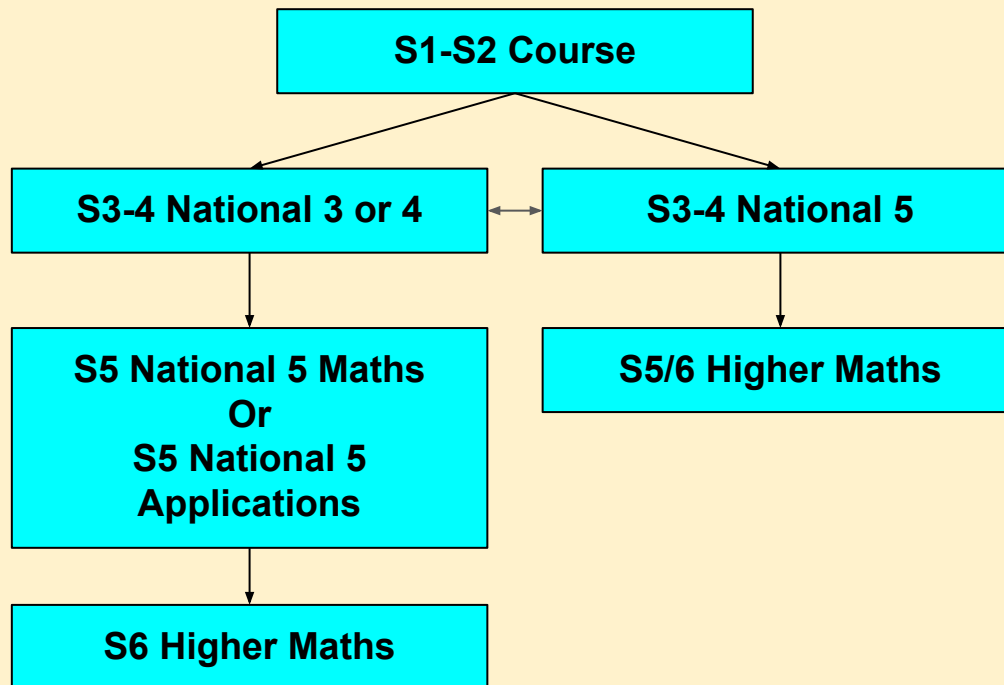 S1-S2 Course
S3-4 National 3 or 4
S3-4 National 5
S5 National 5 Maths
Or
S5 National 5
Applications
S5/6 Higher Maths
S6 Higher Maths